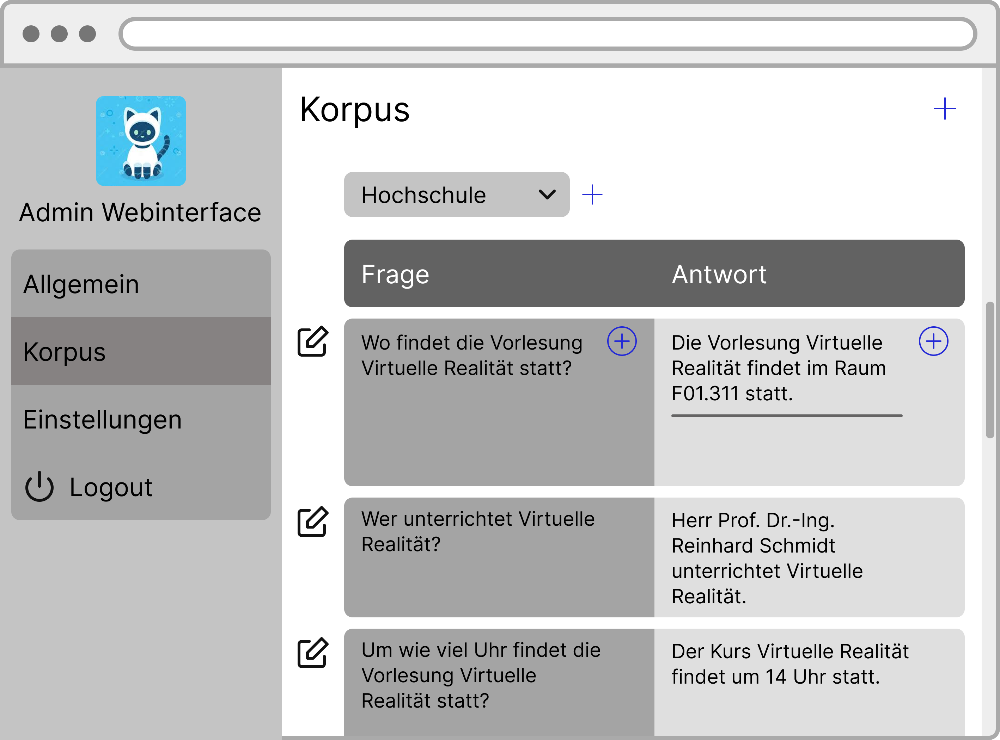 Admin Webinterface
Allgemein
Korpus
Einstellungen
Logout
Korpus
Hochschule
Frage
Antwort
Wo findet die Vorlesung
Virtuelle Realität statt?
Die Vorlesung Virtuelle
Realität findet im Raum
F01.311 statt.
Wer unterrichtet Virtuelle
Realität?
Herr Prof. Dr.-Ing.
Reinhard Schmidt
unterrichtet Virtuelle
Realität.
Um wie viel Uhr findet die
Vorlesung Virtuelle
Realität statt?
Der Kurs Virtuelle Realität
findet um 14 Uhr statt.